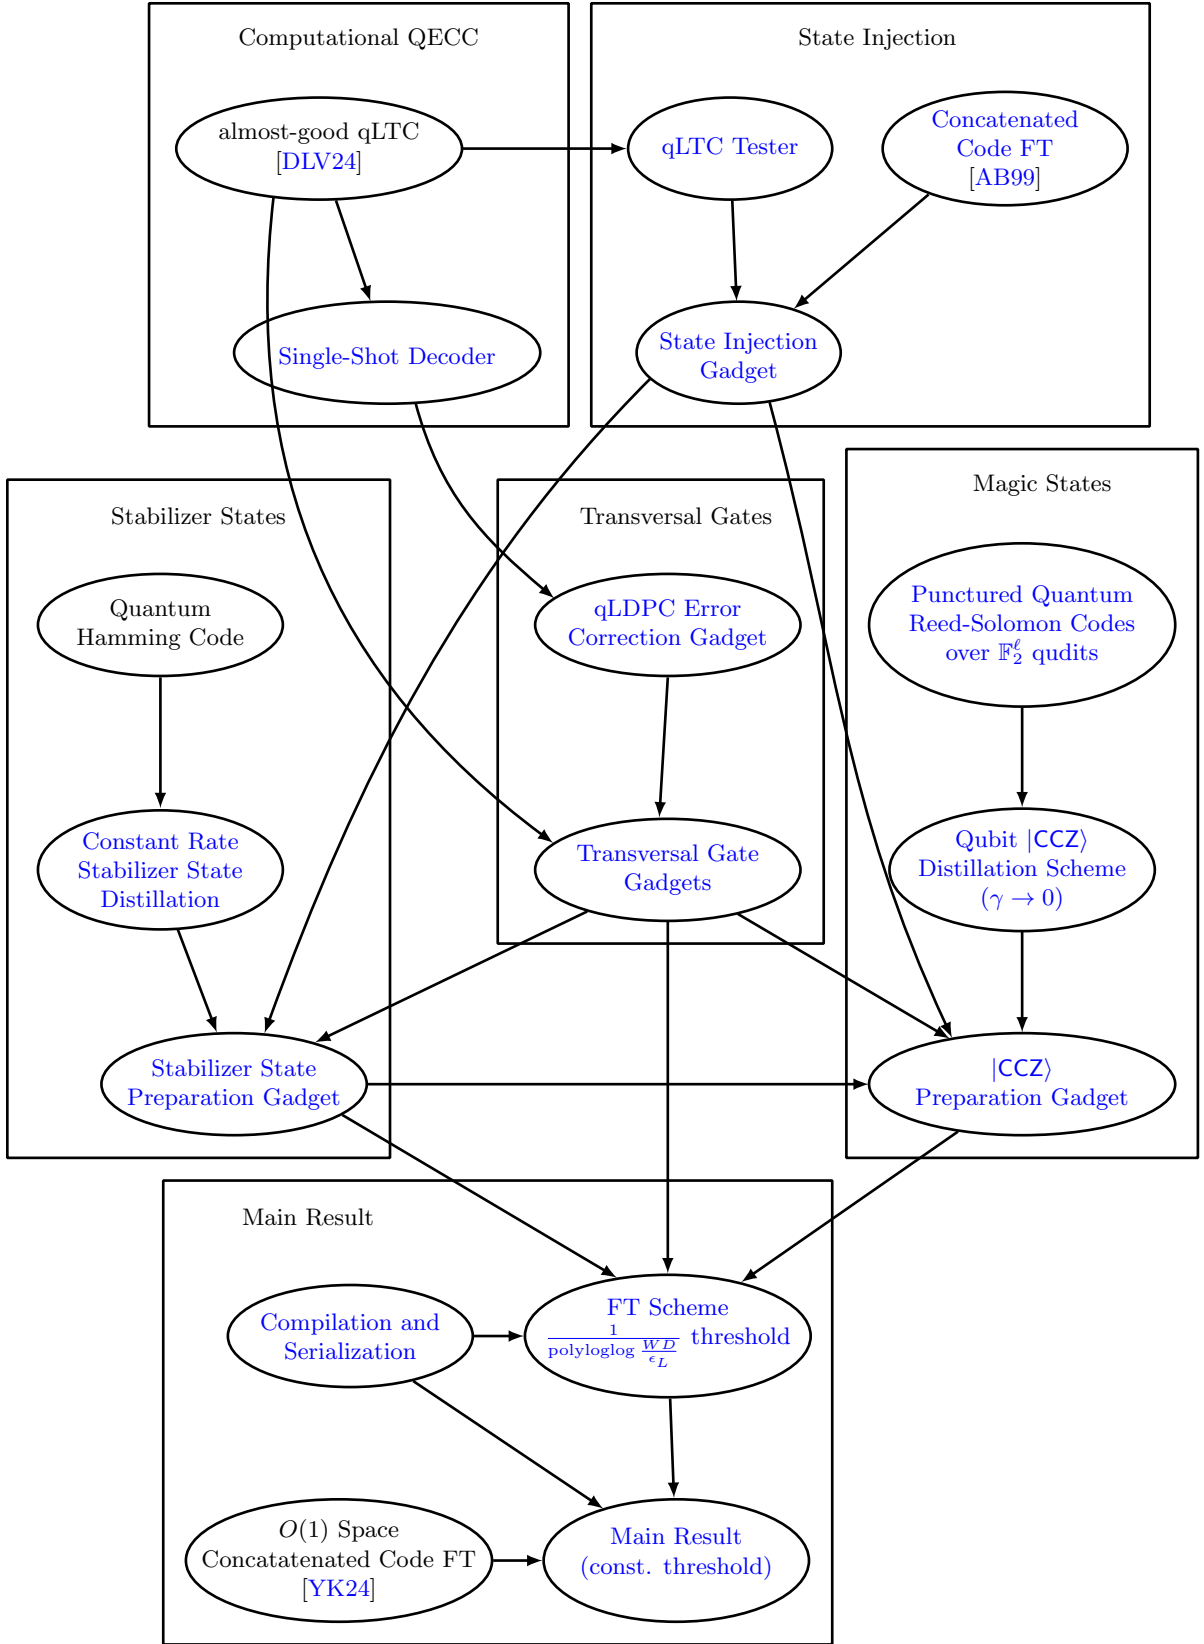 Computational QECC
almost-good qLTC
[DLV24]
Single-Shot Decoder
State Injection
qLTC Tester
Concatenated
Code FT
[AB99]
State Injection
Gadget
Stabilizer States
Quantum
Hamming Code
Constant Rate
Stabilizer State
Distillation
Stabilizer State
Preparation Gadget
Transversal Gates
qLDPC Error
Correction Gadget
Transversal Gate
Gadgets
Magic States
Punctured Quantum
Reed-Solomon Codes
over 𝔽₂^ℓ qudits
Qubit |CCZ⟩
Distillation Scheme
(γ → 0)
|CCZ⟩
Preparation Gadget
Main Result
Compilation and
Serialization
FT Scheme
1/(polyloglog WD/ϵ_L) threshold
O(1) Space
Concatatenated Code FT
[YK24]
Main Result
(const. threshold)